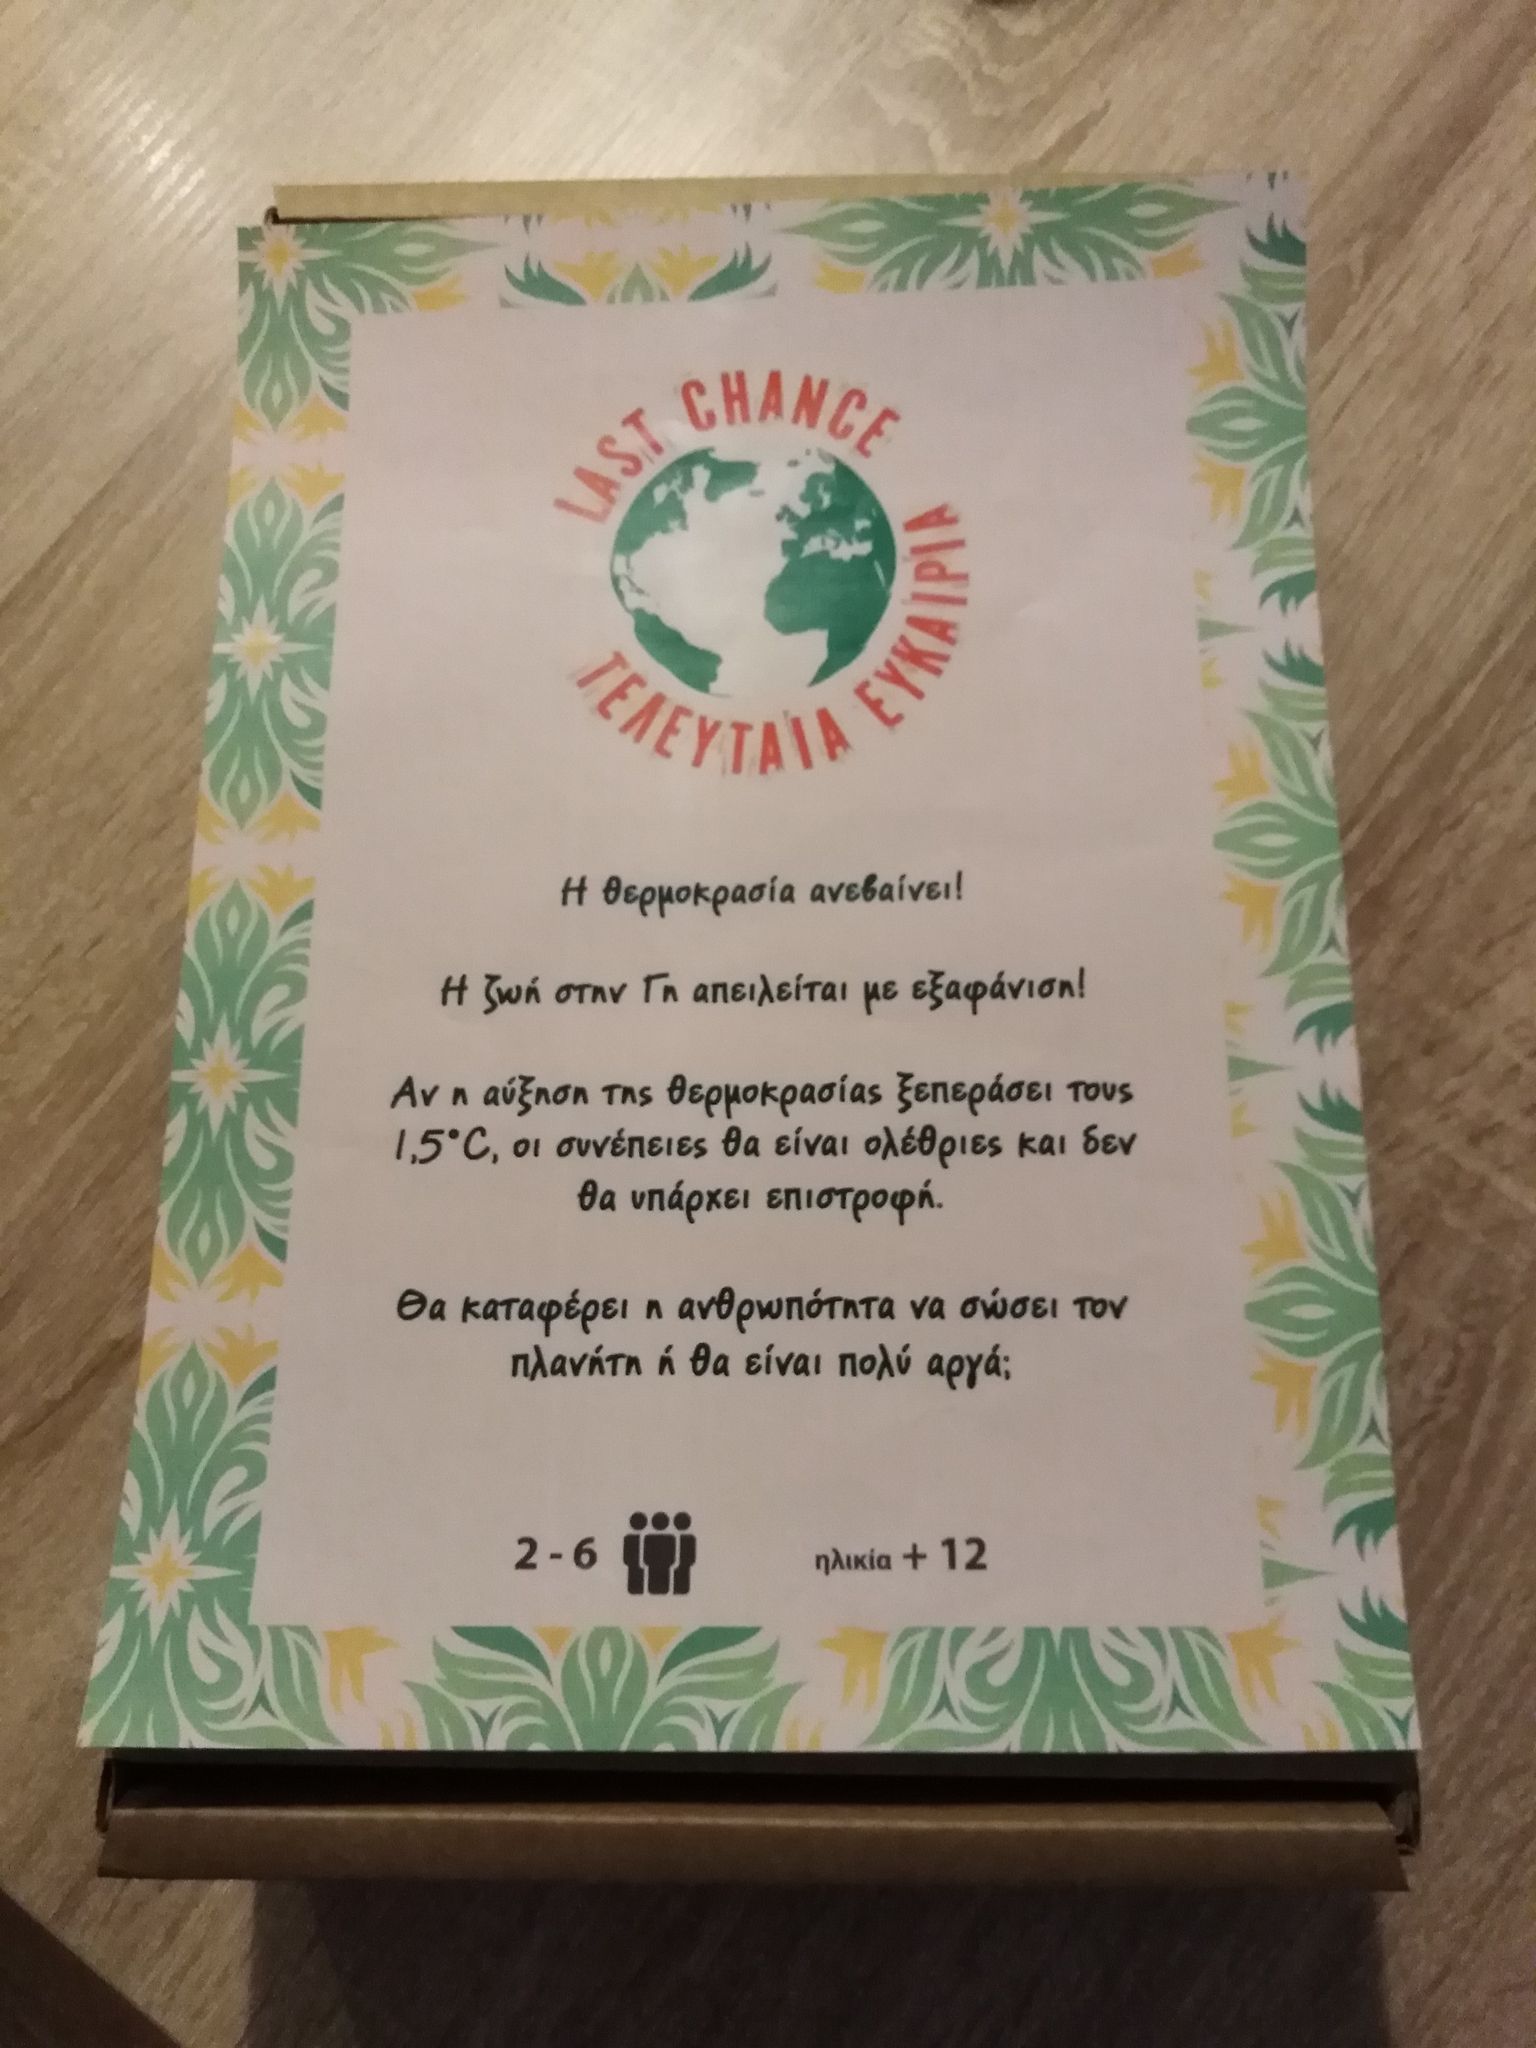 LAST CHANCE
ΤΕΛΕΥΤΑΙΑ ΕΥΚΑΙΡΙΑ
Η θερμοκρασία ανεβαίνει!
Η ζωή στην Γη απειλείται με εξαφάνιση!
Αν η αύξηση της θερμοκρασίας ξεπεράσει τους
1,5°C, οι συνέπειες θα είναι ολέθριες και δεν
θα υπάρχει επιστροφή.
Θα καταφέρει η ανθρωπότητα να σώσει τον
πλανήτη ή θα είναι πολύ αργά;
2 - 6 ηλικία + 12